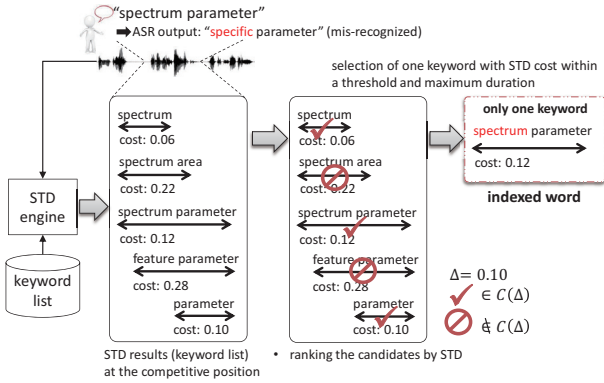 “spectrum parameter”
ASR output: “specific parameter” (mis-recognized)
selection of one keyword with STD cost within
a threshold and maximum duration
STD
engine
keyword
list
spectrum
cost: 0.06
spectrum area
cost: 0.22
spectrum parameter
cost: 0.12
feature parameter
cost: 0.28
parameter
cost: 0.10
STD results (keyword list)
at the competitive position
spectrum
cost: 0.06
spectrum area
cost: 0.22
spectrum parameter
cost: 0.12
feature parameter
cost: 0.28
parameter
cost: 0.10
• ranking the candidates by STD
only one keyword
spectrum parameter
cost: 0.12
indexed word
Δ= 0.10
∈ C(Δ)
∉ C(Δ)